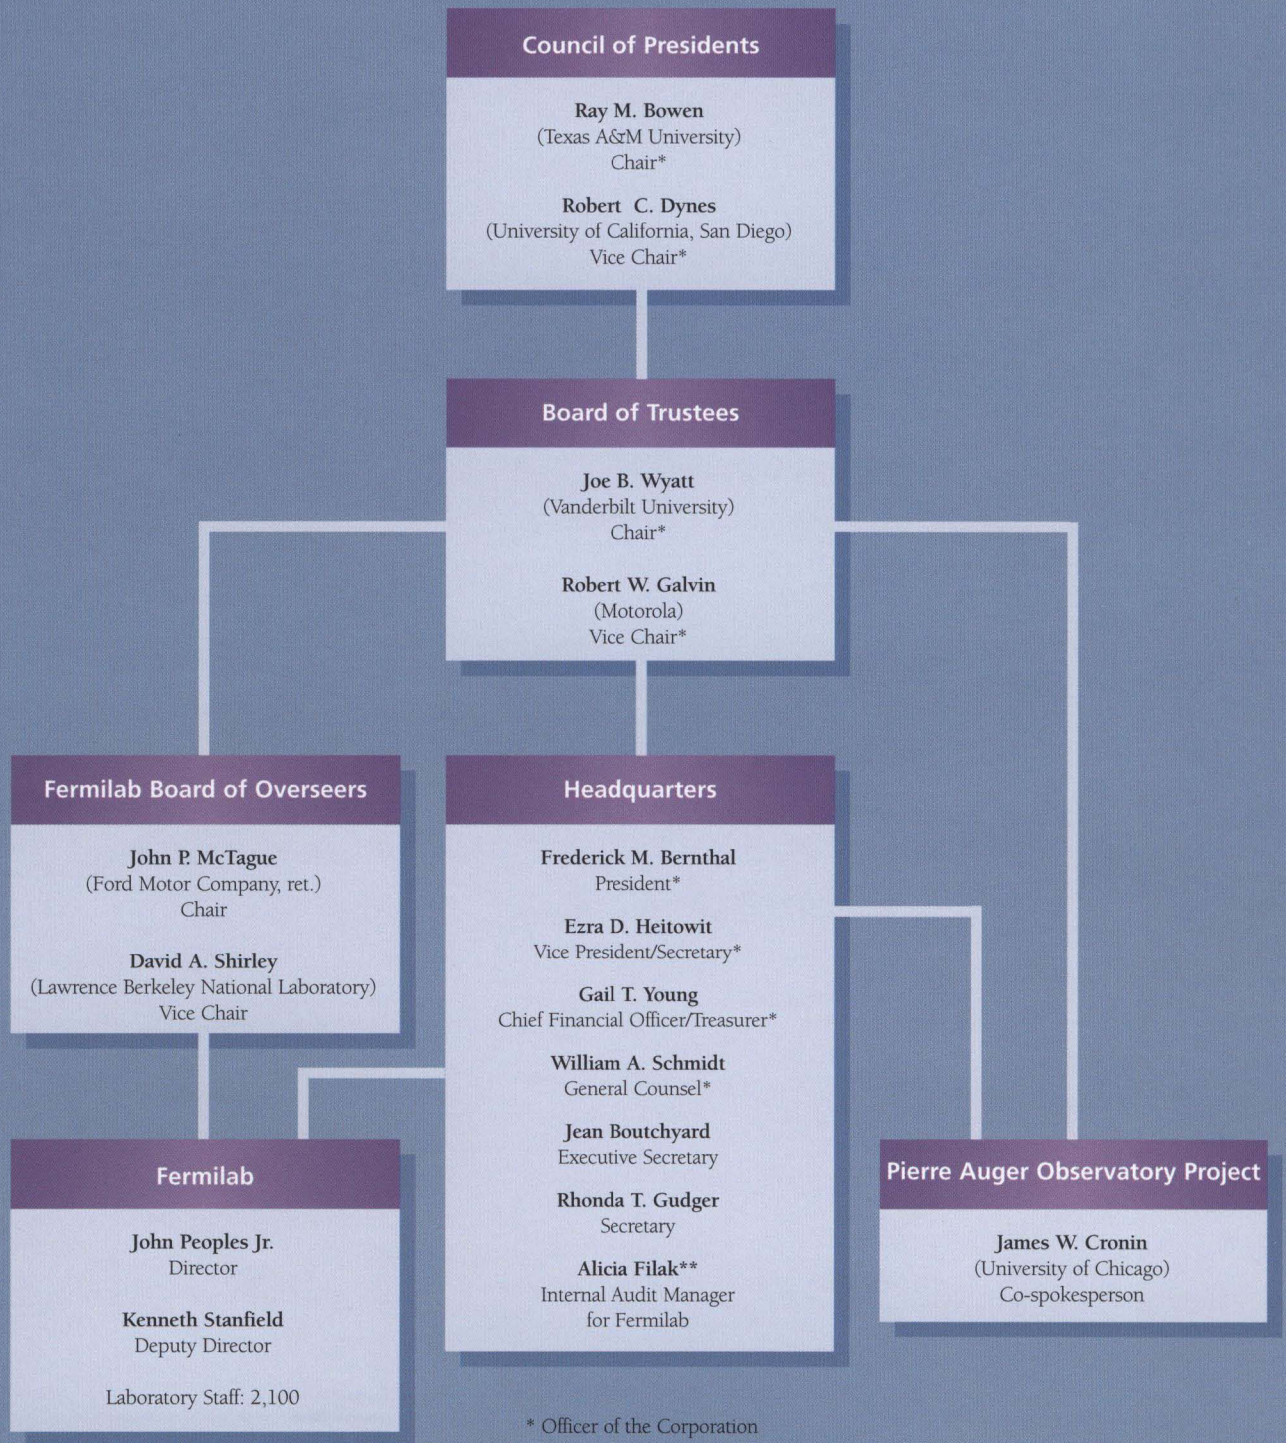 Council of Presidents
Ray M. Bowen
(Texas A&M University)
Chair*
Robert C. Dynes
(University of California, San Diego)
Vice Chair*
Board of Trustees
Joe B. Wyatt
(Vanderbilt University)
Chair*
Robert W. Galvin
(Motorola)
Vice Chair*
Fermilab Board of Overseers
John P. McTague
(Ford Motor Company, ret.)
Chair
David A. Shirley
(Lawrence Berkeley National Laboratory)
Vice Chair
Headquarters
Frederick M. Bernthal
President*
Ezra D. Heitowit
Vice President/Secretary*
Gail T. Young
Chief Financial Officer/Treasurer*
William A. Schmidt
General Counsel*
Jean Boutchyard
Executive Secretary
Rhonda T. Gudger
Secretary
Alicia Filak**
Internal Audit Manager
for Fermilab
Fermilab
John Peoples Jr.
Director
Kenneth Stanfield
Deputy Director
Laboratory Staff: 2,100
Pierre Auger Observatory Project
James W. Cronin
(University of Chicago)
Co-spokesperson
* Officer of the Corporation